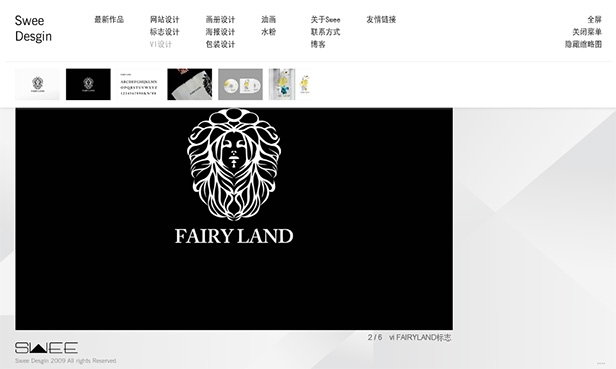 Swee
Desgin
最新作品
网站设计
标志设计
VI设计
画册设计
海报设计
包装设计
油画
水粉
关于Swee
联系方式
博客
友情链接
全屏
关闭菜单
隐藏缩略图
FAIRY LAND
2 / 6 vi FAIRYLAND标志
SWEE
Swee Desgin 2009 All rights Reserved